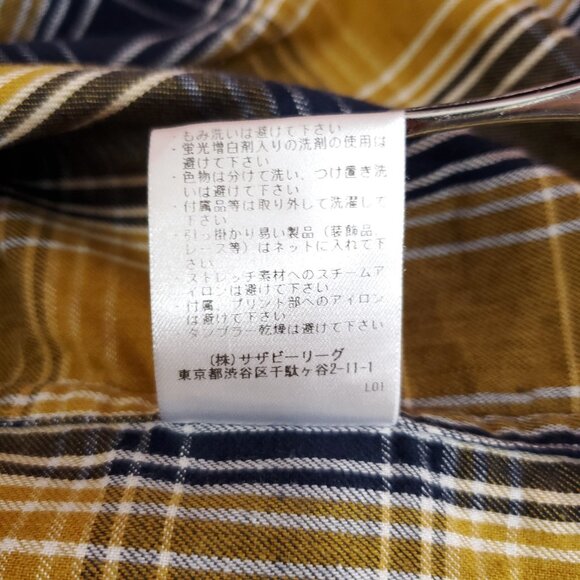 ・もみ洗いは避けて下さい
・蛍光増白剤入りの洗剤の使用は
避けて下さい
・色物は分けて洗い、つけ置き洗
いは避けて下さい
・付属品等は取り外して洗濯して
下さい
・引っ掛かり易い製品（装飾品、
レース等）はネットに入れて下
さい
・ストレッチ素材へのスチームア
イロンは避けて下さい
・付属、プリント部へのアイロン
は避けて下さい
・タンブラー乾燥は避けて下さい
(株)サザビーリーグ
東京都渋谷区千駄ヶ谷2-11-1
L01